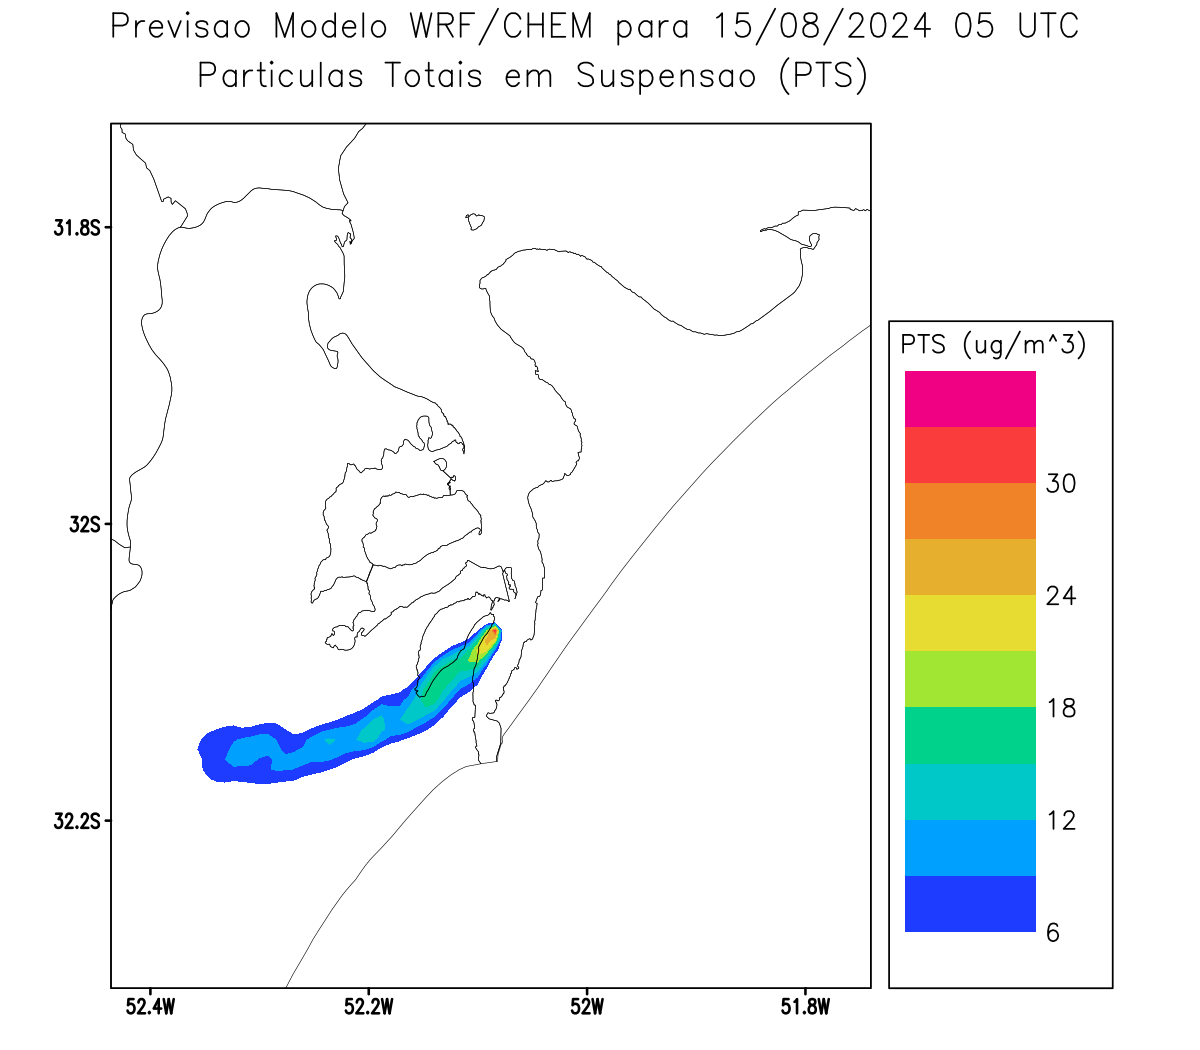 Previsao Modelo WRF/CHEM para 15/08/2024 05 UTC
Particulas Totais em Suspensao (PTS)
31.8S
32S
32.2S
52.4W 52.2W 52W 51.8W
PTS (ug/m^3)
30
24
18
12
6